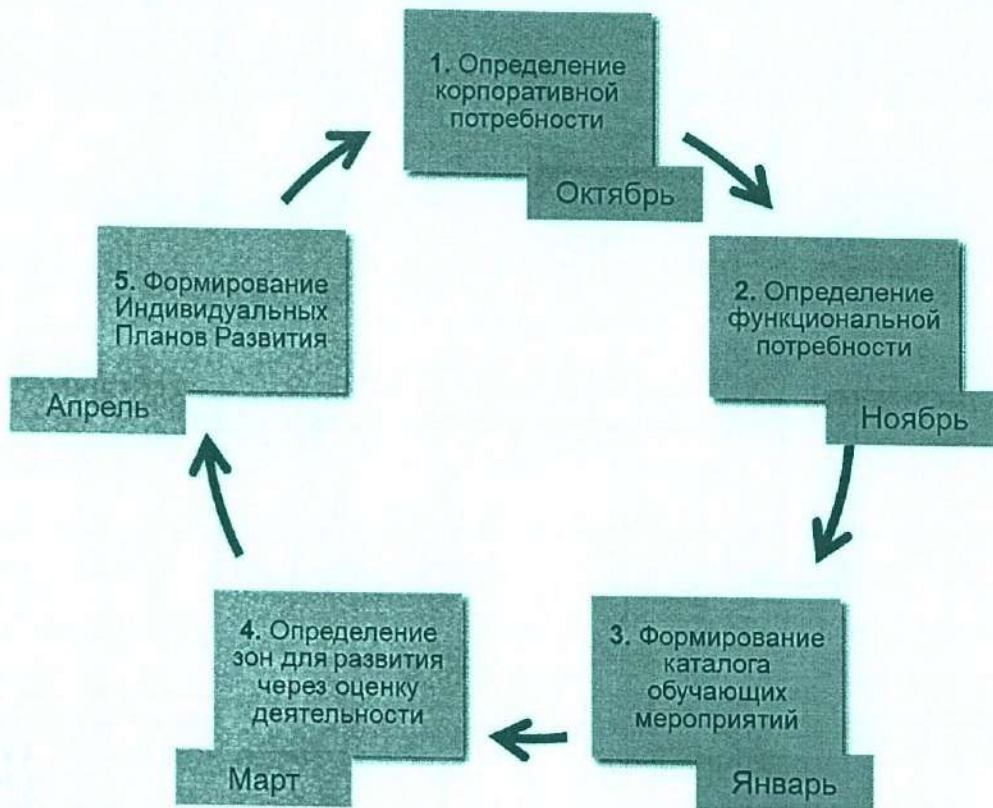 1. Определение
корпоративной
потребности
Октябрь
2. Определение
функциональной
потребности
Ноябрь
3. Формирование
каталога
обучающих
мероприятий
Январь
4. Определение
зон для развития
через оценку
деятельности
Март
5. Формирование
Индивидуальных
Планов Развития
Апрель